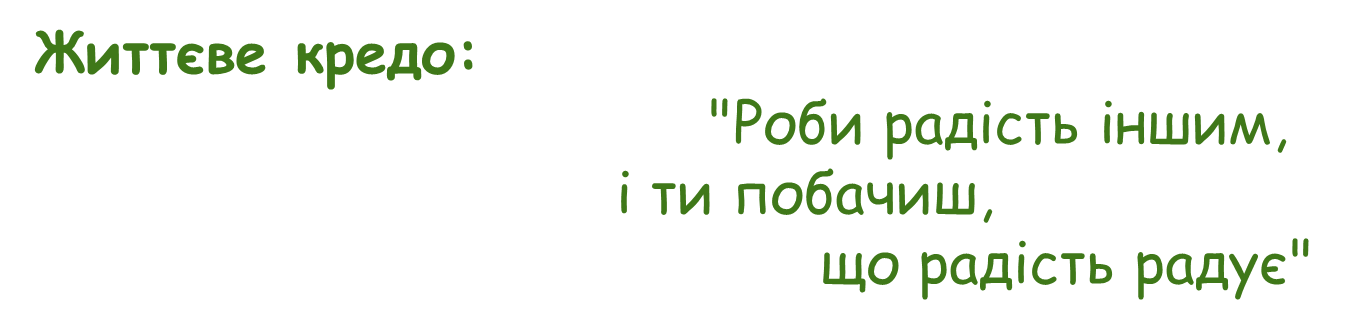 Життєве кредо:
"Роби радість іншим,
і ти побачиш,
що радість радує"